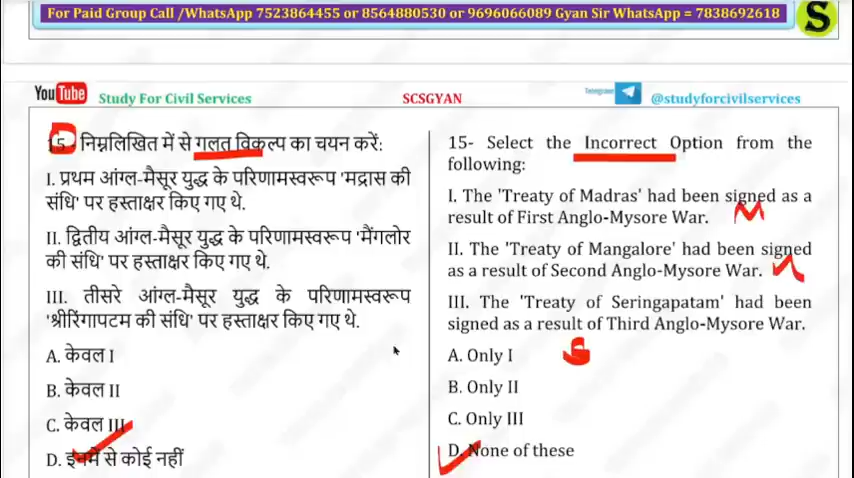 For Paid Group Call /WhatsApp 7523864455 or 8564880530 or 9696066089 Gyan Sir WhatsApp = 7838692618
S
YouTube Study For Civil Services
SCSGYAN
@studyforcivilservices
15- निम्नलिखित में से गलत विकल्प का चयन करें:
I. प्रथम आंग्ल-मैसूर युद्ध के परिणामस्वरूप 'मद्रास की
संधि' पर हस्ताक्षर किए गए थे.
II. द्वितीय आंग्ल-मैसूर युद्ध के परिणामस्वरूप 'मैंगलोर
की संधि' पर हस्ताक्षर किए गए थे.
III. तीसरे आंग्ल-मैसूर युद्ध के परिणामस्वरूप
'श्रीरिंगापटम की संधि' पर हस्ताक्षर किए गए थे.
A. केवल I
B. केवल II
C. केवल III
D. इनमें से कोई नहीं
15- Select the Incorrect Option from the
following:
I. The 'Treaty of Madras' had been signed as a
result of First Anglo-Mysore War.
M
II. The 'Treaty of Mangalore' had been signed
as a result of Second Anglo-Mysore War.
III. The 'Treaty of Seringapatam' had been
signed as a result of Third Anglo-Mysore War.
A. Only I
S
B. Only II
C. Only III
D. None of these